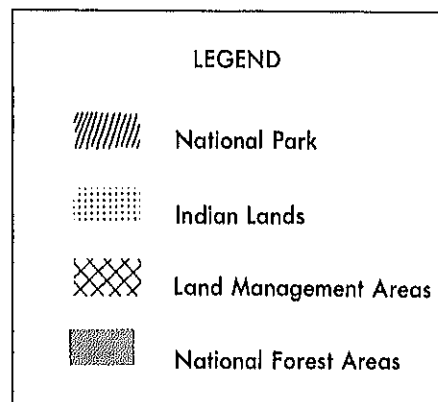 LEGEND
National Park
Indian Lands
Land Management Areas
National Forest Areas